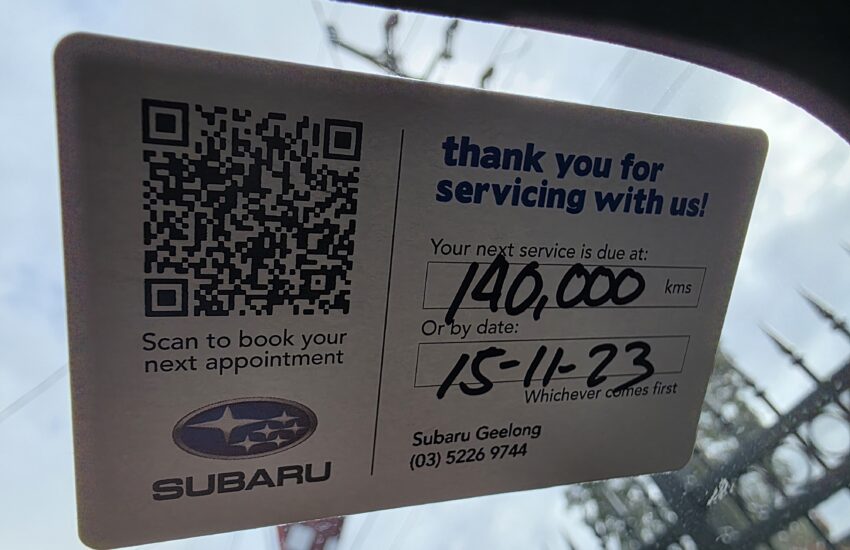 Scan to book your
next appointment
SUBARU
thank you for
servicing with us!
Your next service is due at:
140,000 kms
Or by date:
15-11-23
Whichever comes first
Subaru Geelong
(03) 5226 9744